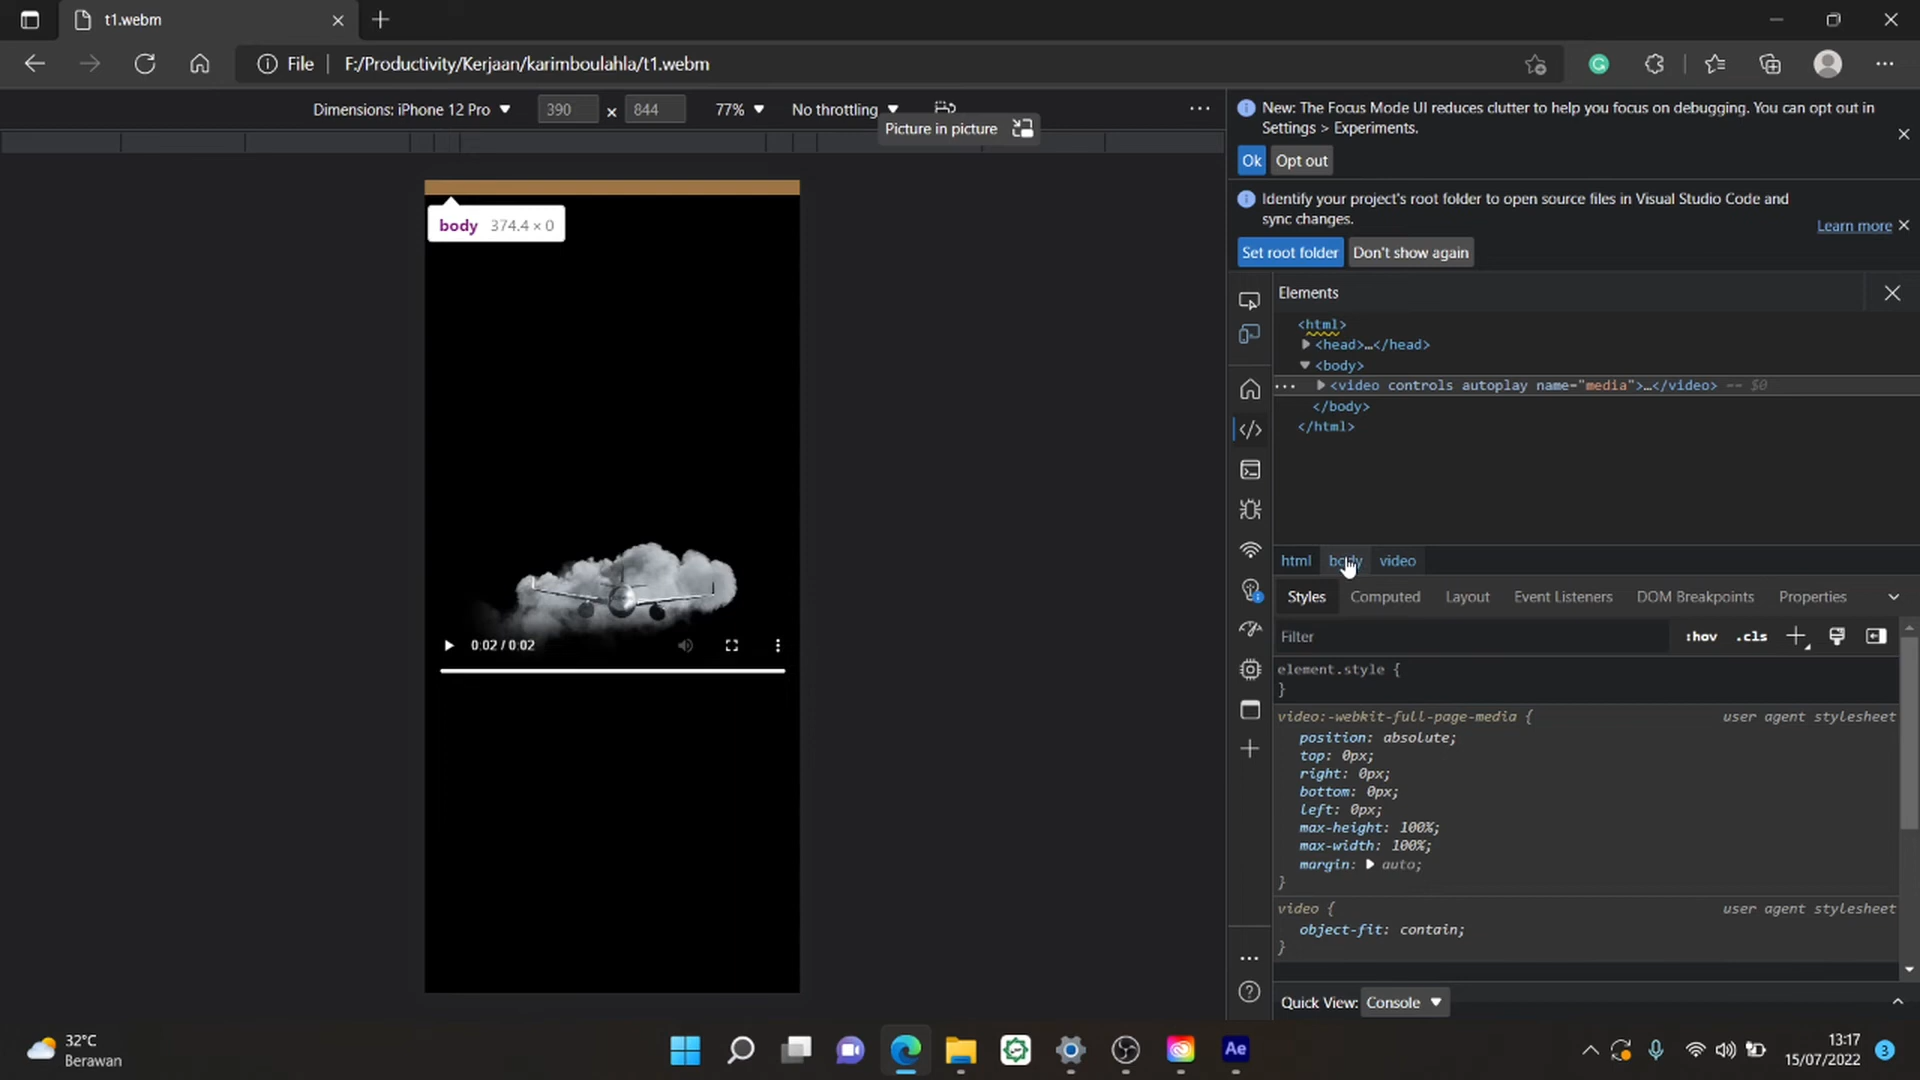 t1.webm
File
F:/Productivity/Kerjaan/karimboulahla/t1.webm
Dimensions: iPhone 12 Pro
390
x
844
77%
No throttling
Picture in picture
New: The Focus Mode UI reduces clutter to help you focus on debugging. You can opt out in
Settings > Experiments.
Ok
Opt out
Identify your project's root folder to open source files in Visual Studio Code and
sync changes.
Learn more
Set root folder
Don't show again
body 374.4 × 0
0:02 / 0:02
Elements
<html>
<head>…</head>
<body>
<video controls autoplay name="media">…</video> == $0
</body>
</html>
html body video
Styles
Computed
Layout
Event Listeners
DOM Breakpoints
Properties
Filter
:hov
.cls
element.style {
}
video:-webkit-full-page-media {
user agent stylesheet
position: absolute;
top: 0px;
right: 0px;
bottom: 0px;
left: 0px;
max-height: 100%;
max-width: 100%;
margin: auto;
}
video {
user agent stylesheet
object-fit: contain;
}
Quick View:
Console
32°C
Berawan
Ae
13:17
15/07/2022
3